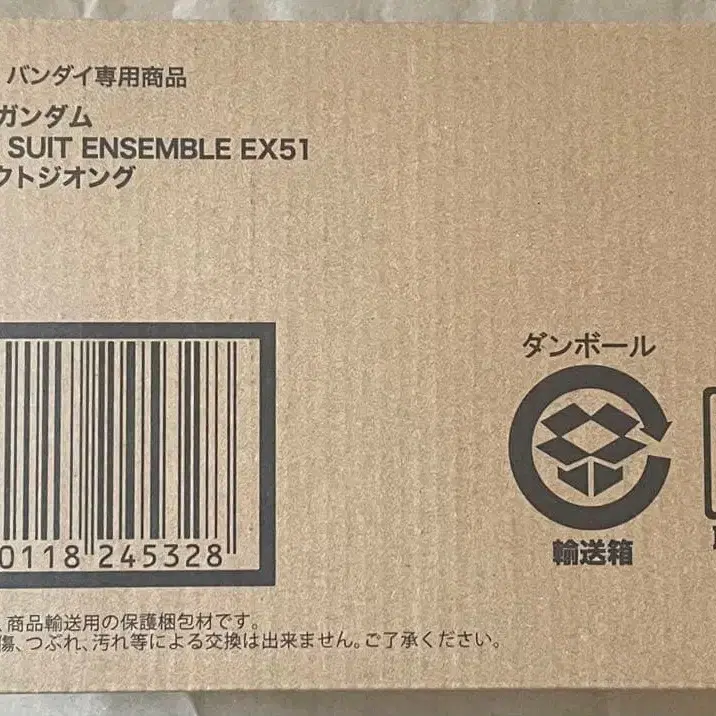 バンダイ専用商品
ガンダム
SUIT ENSEMBLE EX51
クトジオング
ダンボール
0118 245328
輸送箱
、商品輸送用の保護梱包材です。
傷、つぶれ、汚れ等による交換は出来ません。ご了承ください。